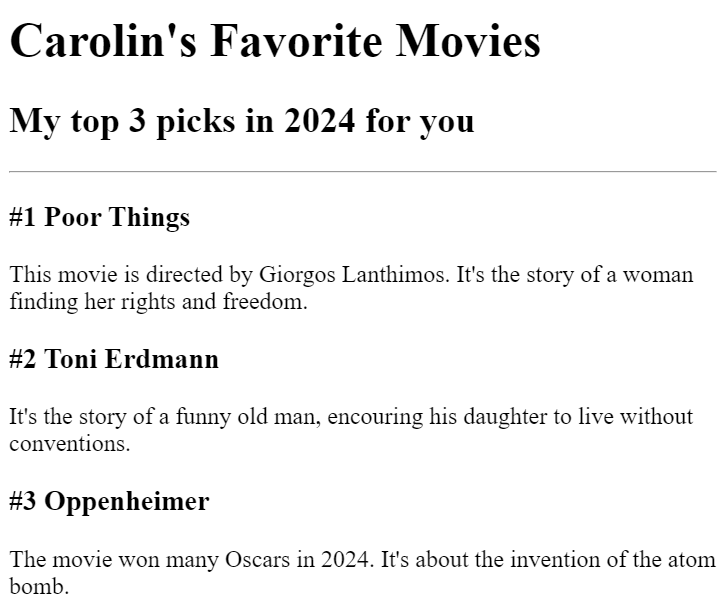 Carolin's Favorite Movies
My top 3 picks in 2024 for you
#1 Poor Things
This movie is directed by Giorgos Lanthimos. It's the story of a woman
finding her rights and freedom.
#2 Toni Erdmann
It's the story of a funny old man, encouring his daughter to live without
conventions.
#3 Oppenheimer
The movie won many Oscars in 2024. It's about the invention of the atom
bomb.